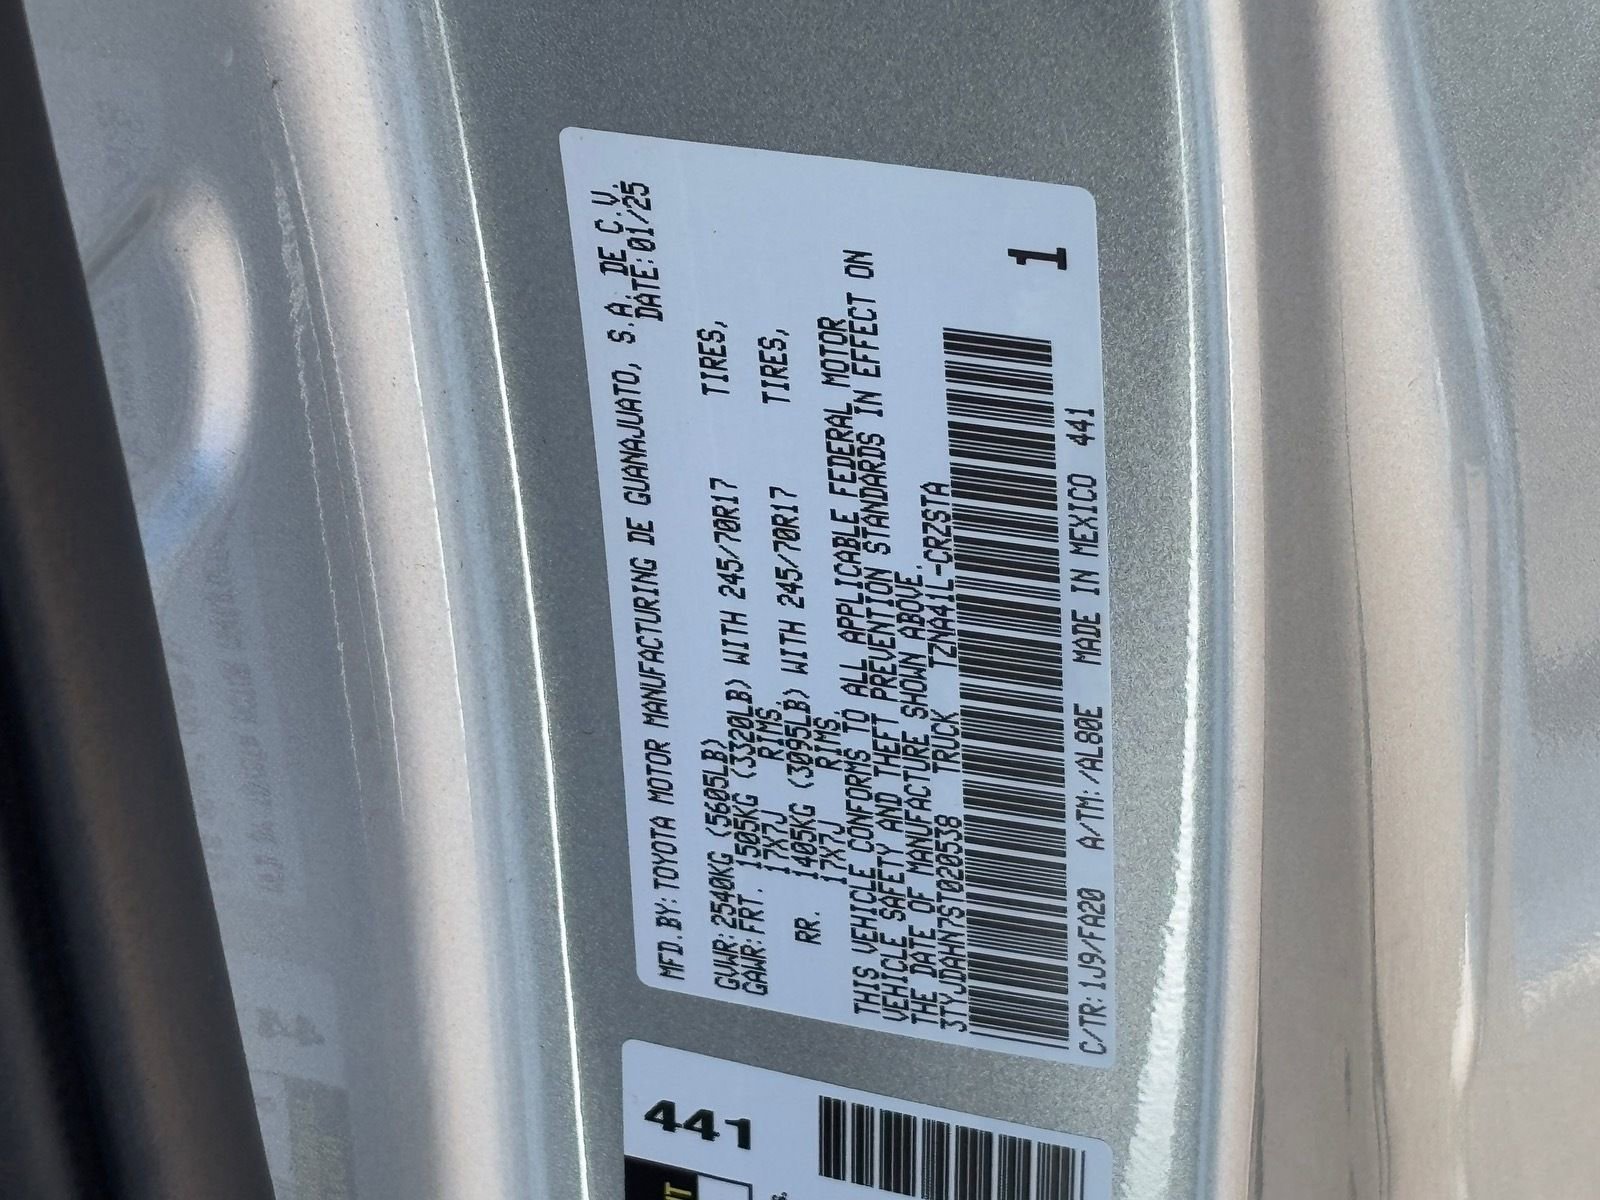 MFD.BY:TOYOTA MOTOR MANUFACTURING DE GUANAJUATO, S.A. DE C.V.
DATE:01/25
GVWR:2540KG (5605LB)
GAWR:FRT. 1505KG (3320LB) WITH 245/70R17 TIRES,
17X7J RIMS,
RR. 1405KG (3095LB) WITH 245/70R17 TIRES,
17X7J RIMS.
THIS VEHICLE CONFORMS TO ALL APPLICABLE FEDERAL MOTOR
VEHICLE SAFETY AND THEFT PREVENTION STANDARDS IN EFFECT ON
THE DATE OF MANUFACTURE SHOWN ABOVE.
3TYJDAHN7ST020538 TRUCK TZNA41L-CRZSTA
1
C/TR:1J9/FA20 A/TM:/AL80E MADE IN MEXICO 441
441